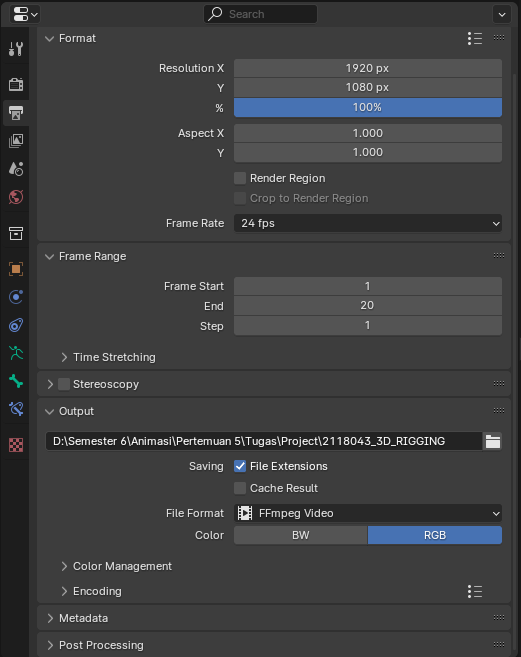 Search
Format
Resolution X 1920 px
Y 1080 px
% 100%
Aspect X 1.000
Y 1.000
Render Region
Crop to Render Region
Frame Rate 24 fps
Frame Range
Frame Start 1
End 20
Step 1
Time Stretching
Stereoscopy
Output
D:\Semester 6\Animasi\Pertemuan 5\Tugas\Project\2118043_3D_RIGGING
Saving File Extensions
Cache Result
File Format FFmpeg Video
Color BW RGB
Color Management
Encoding
Metadata
Post Processing